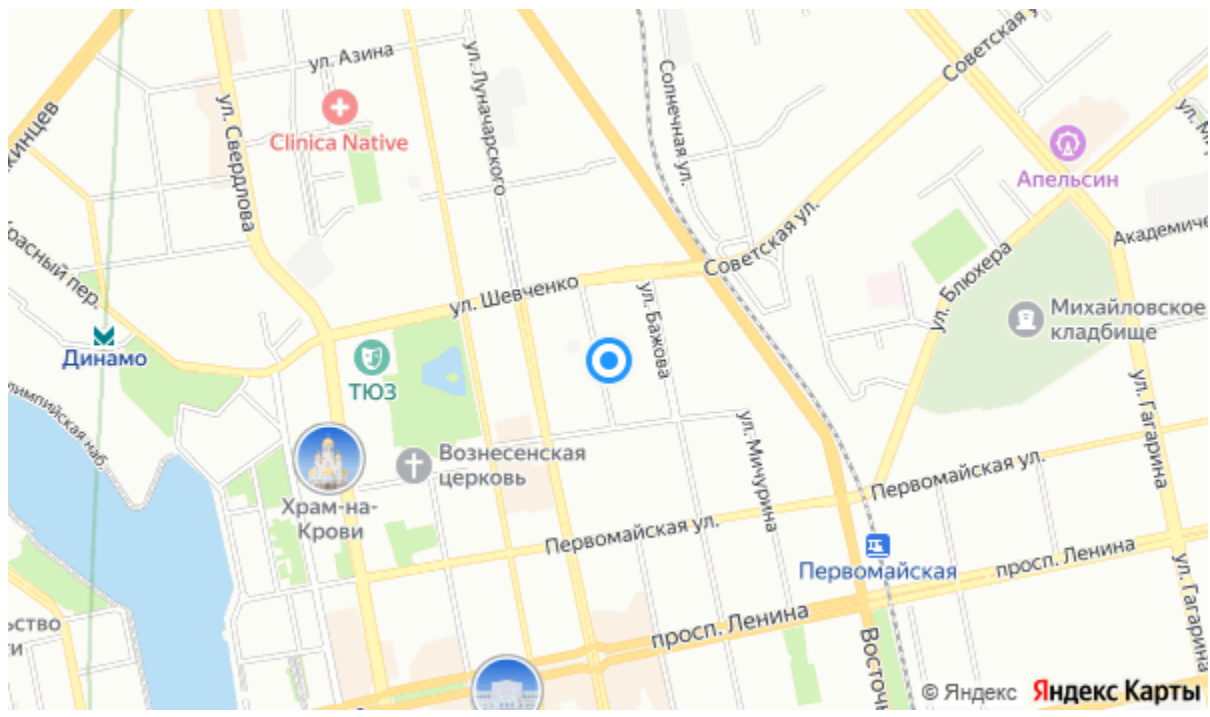 ул. Азина
Советская ул.
Clinica Native
ул. Свердлова
ул. Луначарского
Солнечная ул.
Апельсин
Красный пер.
ул. Шевченко
Советская ул.
ул. Блюхера
Михайловское
кладбище
Динамо
ТЮЗ
ул. Бажова
ул. Гагарина
Вознесенская
церковь
ул. Мичурина
Храм-на-
Крови
Первомайская ул.
Первомайская ул.
Первомайская
просп. Ленина
просп. Ленина
ул. Гагарина
© Яндекс Яндекс Карты